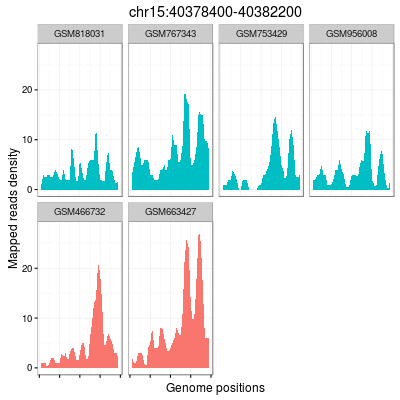 chr15:40378400-40382200
GSM818031 GSM767343 GSM753429 GSM956008
20
10
0
GSM466732 GSM663427
20
10
0
Mapped reads density
Genome positions